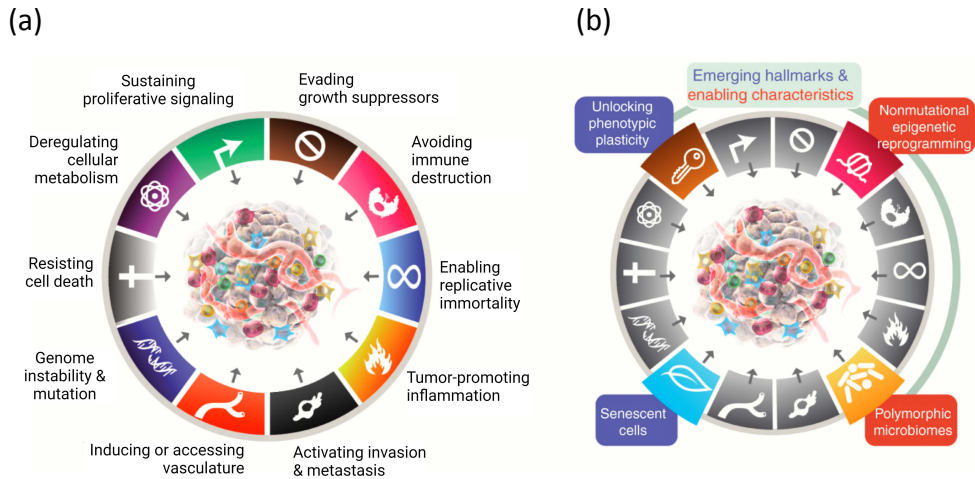 (a)
(b)
Sustaining
proliferative signaling
Evading
growth suppressors
Deregulating
cellular
metabolism
Avoiding
immune
destruction
Resisting
cell death
Enabling
replicative
immortality
Genome
instability &
mutation
Tumor-promoting
inflammation
Inducing or accessing
vasculature
Activating invasion
& metastasis
Emerging hallmarks &
enabling characteristics
Unlocking
phenotypic
plasticity
Nonmutational
epigenetic
reprogramming
Senescent
cells
Polymorphic
microbiomes